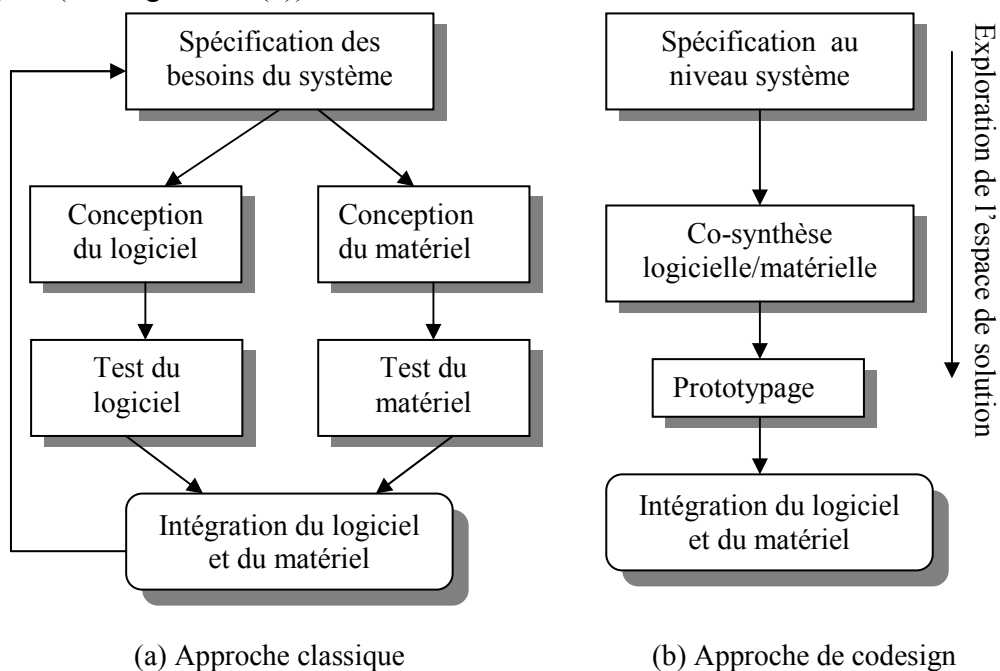 Spécification des
besoins du système
Conception
du logiciel
Conception
du matériel
Test du
logiciel
Test du
matériel
Intégration du logiciel
et du matériel
(a) Approche classique
Spécification au
niveau système
Co-synthèse
logicielle/matérielle
Prototypage
Intégration du logiciel
et du matériel
Exploration de l'espace de solution
(b) Approche de codesign